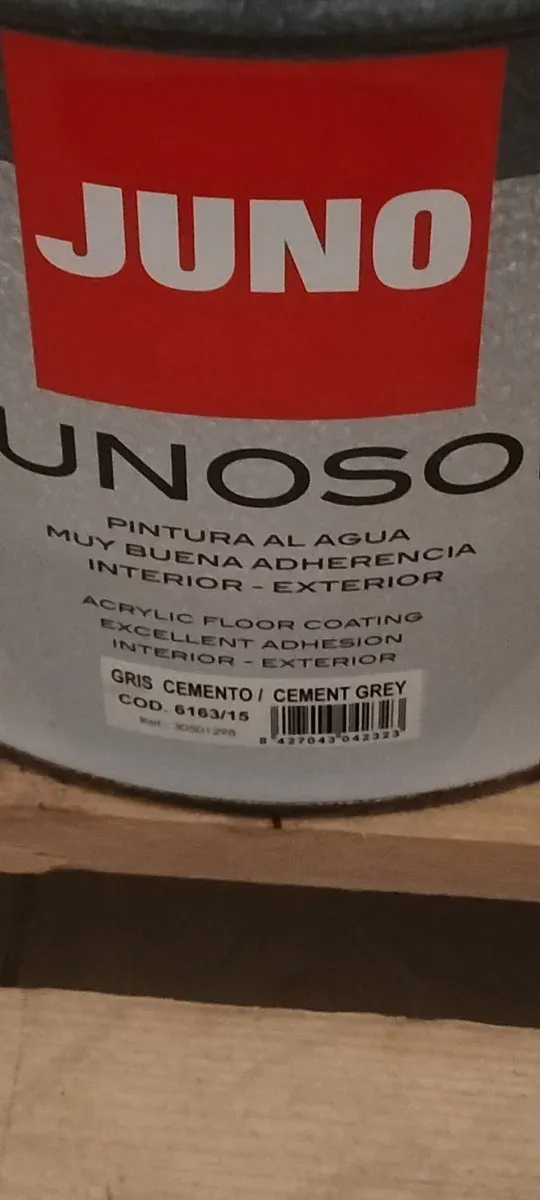 JUNO
UNOSO
PINTURA AL AGUA
MUY BUENA ADHERENCIA
INTERIOR - EXTERIOR
ACRYLIC FLOOR COATING
EXCELLENT ADHESION
INTERIOR - EXTERIOR
GRIS CEMENTO / CEMENT GREY
COD. 6163/15
8 427043 042323